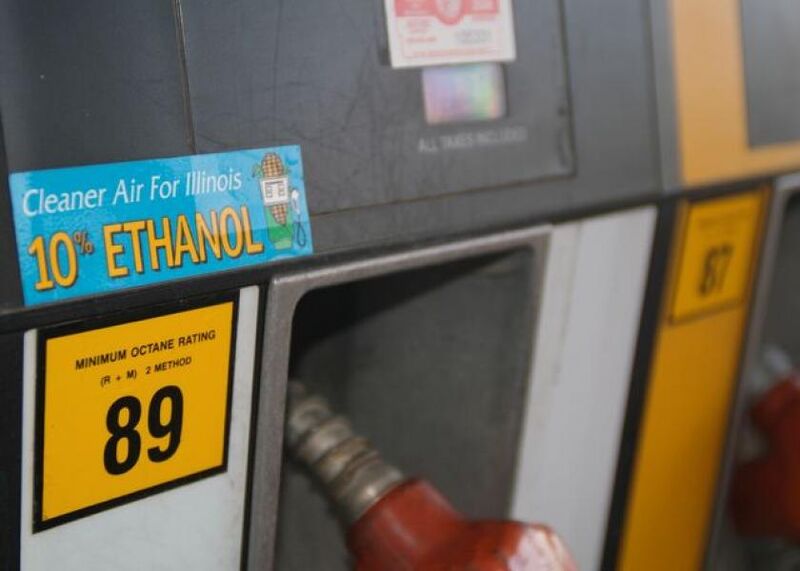 ALL TAXES INCLUDED
Cleaner Air For Illinois
10% ETHANOL
MINIMUM OCTANE RATING
(R + M) 2 METHOD
89
87